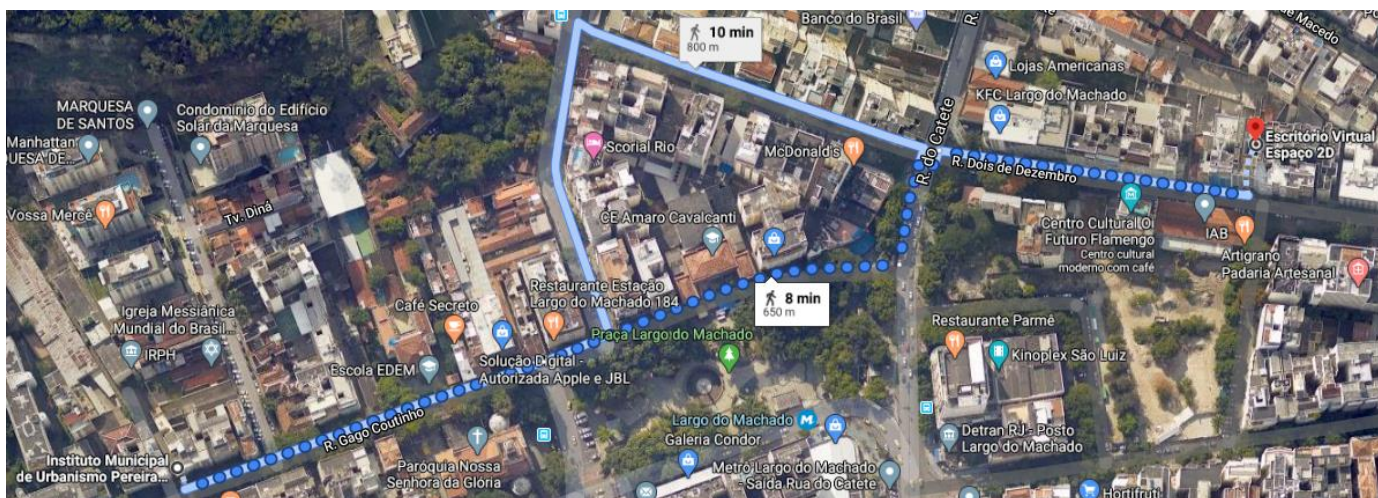 10 min
800 m
Banco do Brasil
de Macedo
Lojas Americanas
MARQUESA
DE SANTOS
Condomínio do Edifício
Solar da Marquesa
KFC Largo do Machado
R. do Catete
Manhattan
QUESA DE...
Scorial Rio
McDonald's
Escritório Virtual
Espaço 2D
R. Dois de Dezembro
Vossa Mercê
Tv. Diná
CE Amaro Cavalcanti
Centro Cultural Oi
Futuro Flamengo
Centro cultural
moderno com café
IAB
Artigrano
Padaria Artesanal
Restaurante Estação
Largo do Machado 184
8 min
650 m
Café Secreto
Igreja Messiânica
Mundial do Brasil...
IRPH
Praça Largo do Machado
Restaurante Parmê
Kinoplex São Luiz
Escola EDEM
Solução Digital -
Autorizada Apple e JBL
R. Gago Coutinho
Largo do Machado
Galeria Condor
Detran RJ - Posto
Largo do Machado
Instituto Municipal
de Urbanismo Pereira...
Paróquia Nossa
Senhora da Glória
Metrô Largo do Machado
- Saída Rua do Catete
Hortifruti